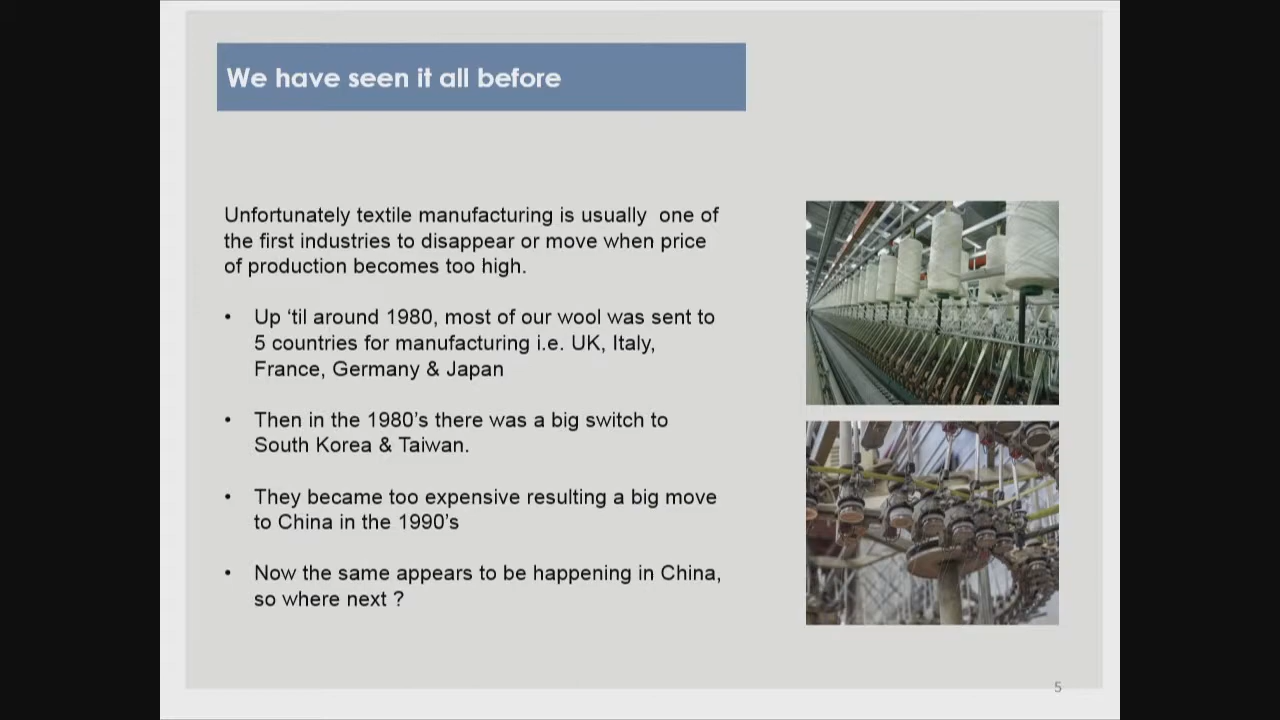 We have seen it all before
Unfortunately textile manufacturing is usually  one of
the first industries to disappear or move when price
of production becomes too high.
• Up ‘til around 1980, most of our wool was sent to
5 countries for manufacturing i.e. UK, Italy,
France, Germany & Japan
• Then in the 1980’s there was a big switch to
South Korea & Taiwan.
• They became too expensive resulting a big move
to China in the 1990’s
• Now the same appears to be happening in China,
so where next ?
5